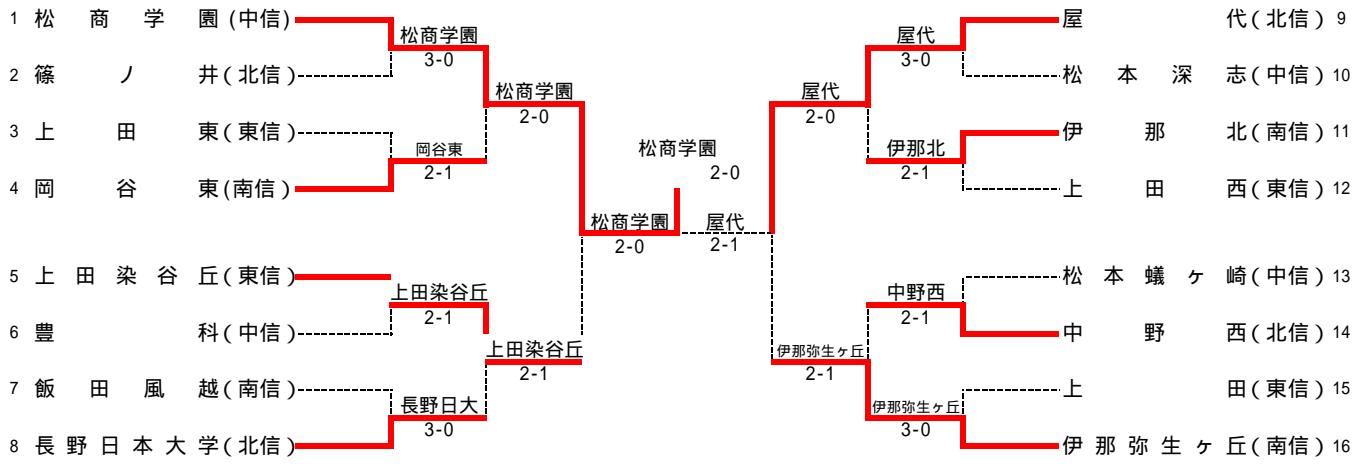 1 松商学園(中信)
2 篠ノ井(北信)
3 上田東(東信)
4 岡谷東(南信)
5 上田染谷丘(東信)
6 豊科(中信)
7 飯田風越(南信)
8 長野日本大学(北信)
松商学園
3-0
岡谷東
2-1
上田染谷丘
2-1
長野日大
3-0
松商学園
2-0
上田染谷丘
2-1
松商学園
2-0
松商学園
2-0
屋代
2-1
屋代
2-0
伊那弥生ヶ丘
2-1
屋代
3-0
伊那北
2-1
中野西
2-1
伊那弥生ヶ丘
3-0
屋代(北信) 9
松本深志(中信) 10
伊那北(南信) 11
上田西(東信) 12
松本蟻ヶ崎(中信) 13
中野西(北信) 14
上田(東信) 15
伊那弥生ヶ丘(南信) 16